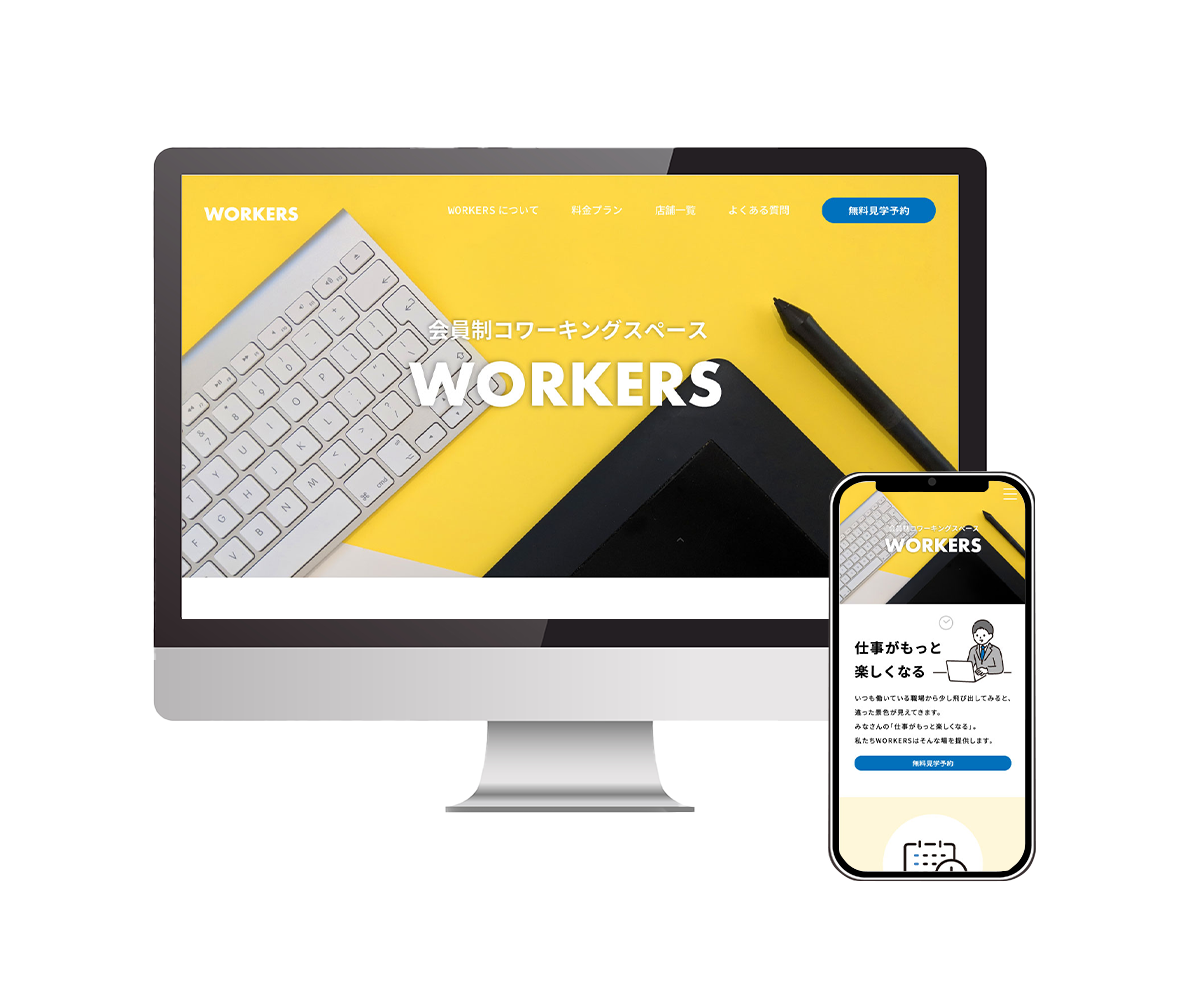 WORKERS
WORKERS について 料金プラン 店舗一覧 よくある質問 無料見学予約
会員制コワーキングスペース
WORKERS
会員制コワーキングスペース
WORKERS
仕事がもっと
楽しくなる
いつも働いている職場から少し飛び出してみると、
違った景色が見えてきます。
みなさんの「仕事がもっと楽しくなる」。
私たちWORKERSはそんな場を提供します。
無料見学予約